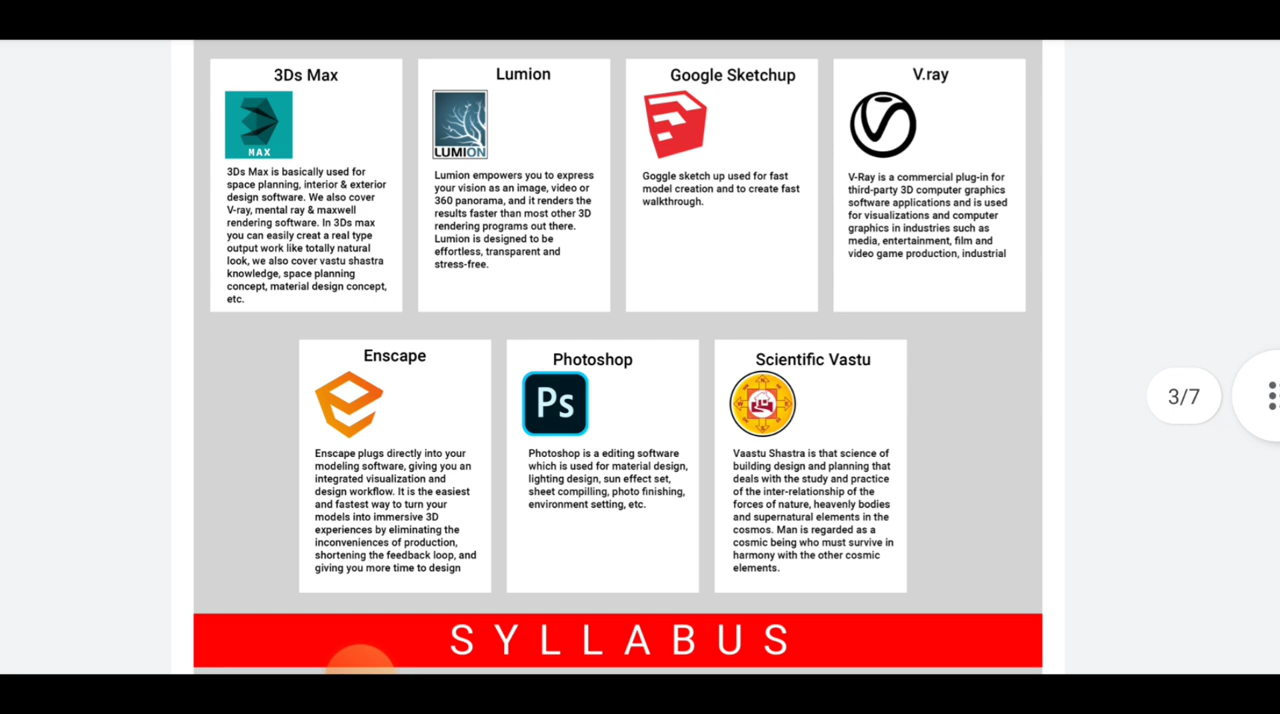 3Ds Max
MAX
3Ds Max is basically used for
space planning, interior & exterior
design software. We also cover
V-ray, mental ray & maxwell
rendering software. In 3Ds max
you can easily creat a real type
output work like totally natural
look, we also cover vastu shastra
knowledge, space planning
concept, material design concept,
etc.
Lumion
LUMION
Lumion empowers you to express
your vision as an image, video or
360 panorama, and it renders the
results faster than most other 3D
rendering programs out there.
Lumion is designed to be
effortless, transparent and
stress-free.
Google Sketchup
Goggle sketch up used for fast
model creation and to create fast
walkthrough.
V.ray
V-Ray is a commercial plug-in for
third-party 3D computer graphics
software applications and is used
for visualizations and computer
graphics in industries such as
media, entertainment, film and
video game production, industrial
Enscape
Enscape plugs directly into your
modeling software, giving you an
integrated visualization and
design workflow. It is the easiest
and fastest way to turn your
models into immersive 3D
experiences by eliminating the
inconveniences of production,
shortening the feedback loop, and
giving you more time to design
Photoshop
Ps
Photoshop is a editing software
which is used for material design,
lighting design, sun effect set,
sheet compilling, photo finishing,
environment setting, etc.
Scientific Vastu
Vaastu Shastra is that science of
building design and planning that
deals with the study and practice
of the inter-relationship of the
forces of nature, heavenly bodies
and supernatural elements in the
cosmos. Man is regarded as a
cosmic being who must survive in
harmony with the other cosmic
elements.
3/7
SYLLABUS